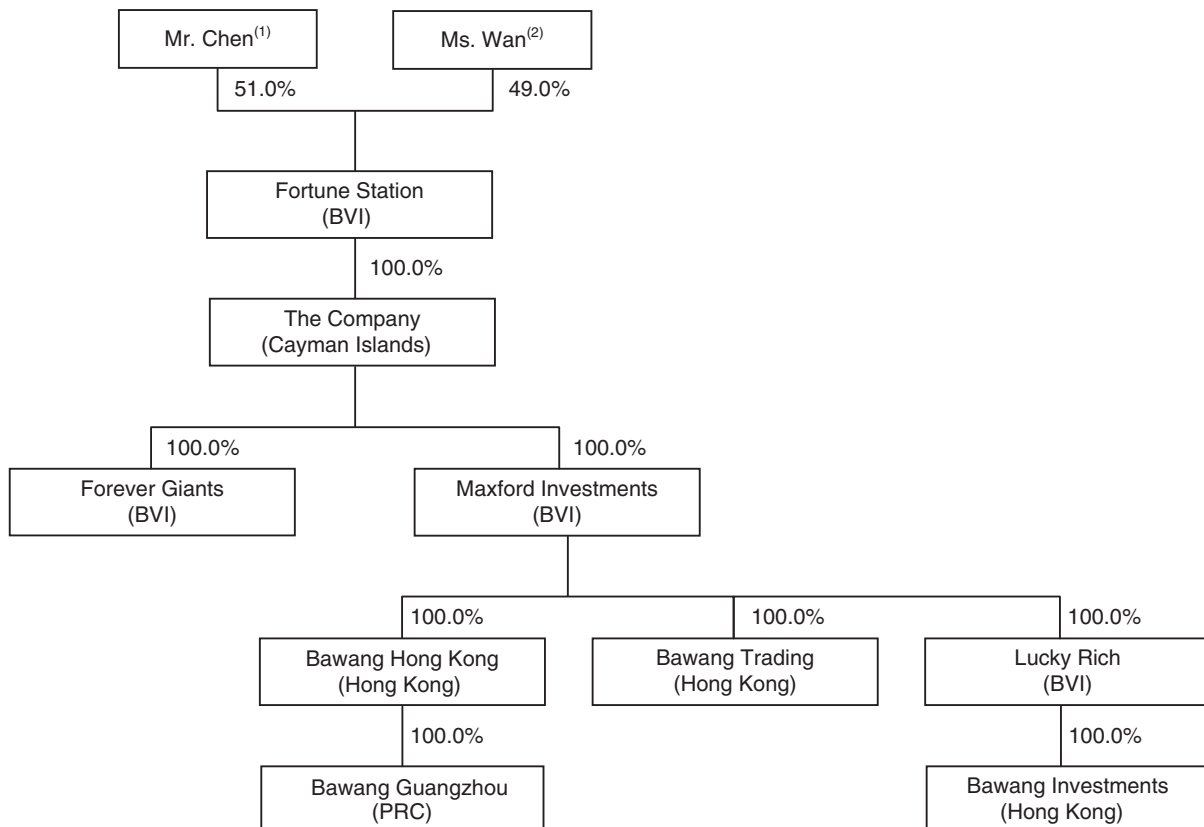 Mr. Chen(1)
Ms. Wan(2)
51.0%
49.0%
Fortune Station
(BVI)
100.0%
The Company
(Cayman Islands)
100.0%
100.0%
Forever Giants
(BVI)
Maxford Investments
(BVI)
100.0%
100.0%
100.0%
Bawang Hong Kong
(Hong Kong)
Bawang Trading
(Hong Kong)
Lucky Rich
(BVI)
100.0%
100.0%
Bawang Guangzhou
(PRC)
Bawang Investments
(Hong Kong)